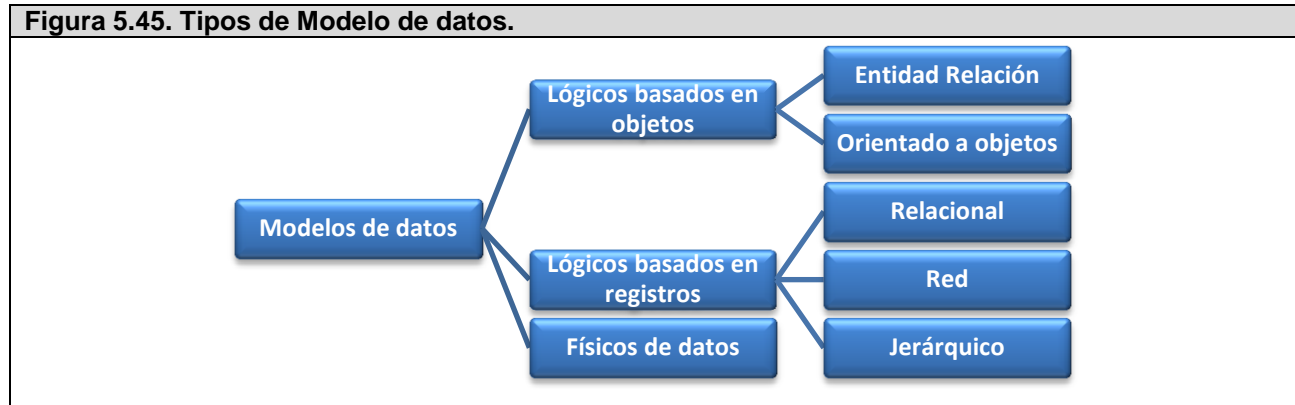 Figura 5.45. Tipos de Modelo de datos.
Modelos de datos
Lógicos basados en
objetos
Entidad Relación
Orientado a objetos
Lógicos basados en
registros
Relacional
Red
Jerárquico
Físicos de datos